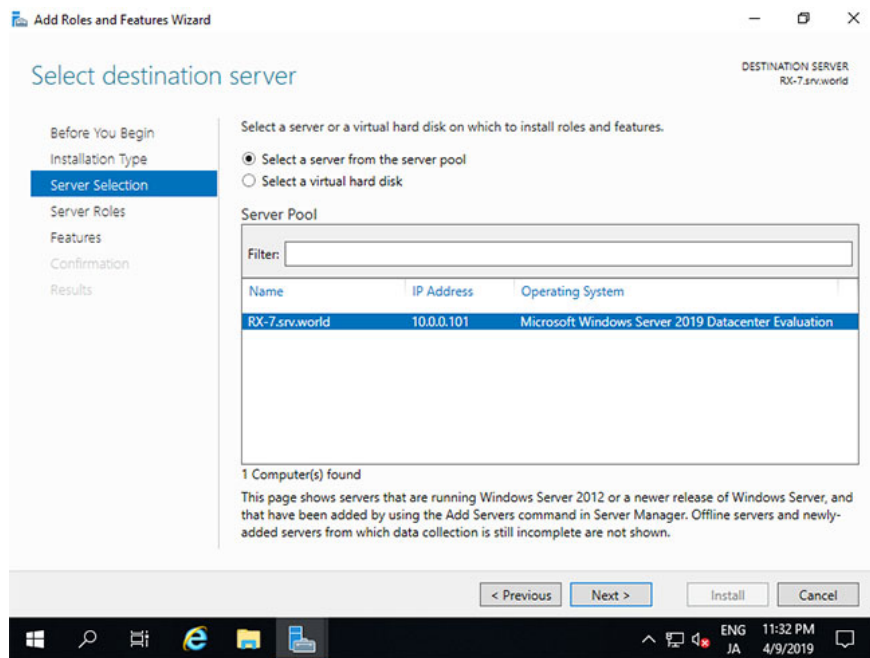 Add Roles and Features Wizard
Select destination server
DESTINATION SERVER
RX-7.srv.world
Before You Begin
Installation Type
Server Selection
Server Roles
Features
Confirmation
Results
Select a server or a virtual hard disk on which to install roles and features.
Select a server from the server pool
Select a virtual hard disk
Server Pool
Filter:
Name IP Address Operating System
RX-7.srv.world 10.0.0.101 Microsoft Windows Server 2019 Datacenter Evaluation
1 Computer(s) found
This page shows servers that are running Windows Server 2012 or a newer release of Windows Server, and
that have been added by using the Add Servers command in Server Manager. Offline servers and newly-
added servers from which data collection is still incomplete are not shown.
< Previous Next > Install Cancel
ENG 11:32 PM
JA 4/9/2019